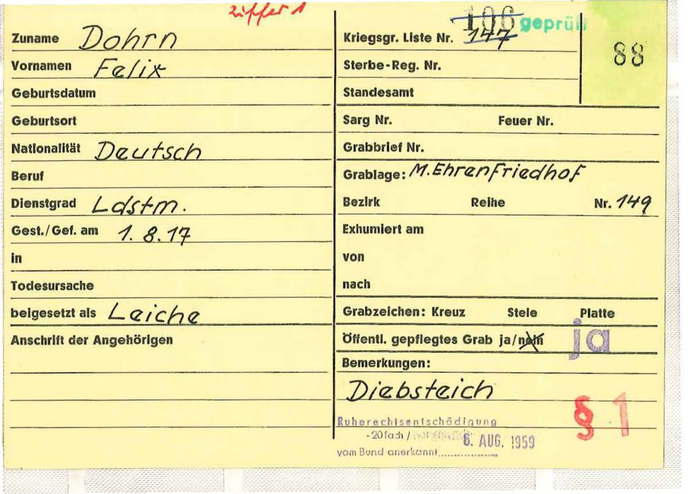 Ziffer 1
Zuname Dohrn
Vornamen Felix
Geburtsdatum
Geburtsort
Nationalität Deutsch
Beruf
Dienstgrad Ldstm.
Gest./Gef. am 1.8.17
in
Todesursache
beigesetzt als Leiche
Anschrift der Angehörigen
106 geprüft
Kriegsgr. Liste Nr. 147
88
Sterbe-Reg. Nr.
Standesamt
Sarg Nr. Feuer Nr.
Grabbrief Nr.
Grablage: M. Ehrenfriedhof
Bezirk Reihe Nr. 149
Exhumiert am
von
nach
Grabzeichen: Kreuz Stele Platte
Öffentl. gepflegtes Grab ja/nein ja
Bemerkungen:
Diebsteich
§ 1
Ruherechtsentschädigung
-20fach / 6. AUG. 1959
vom Bund anerkannt